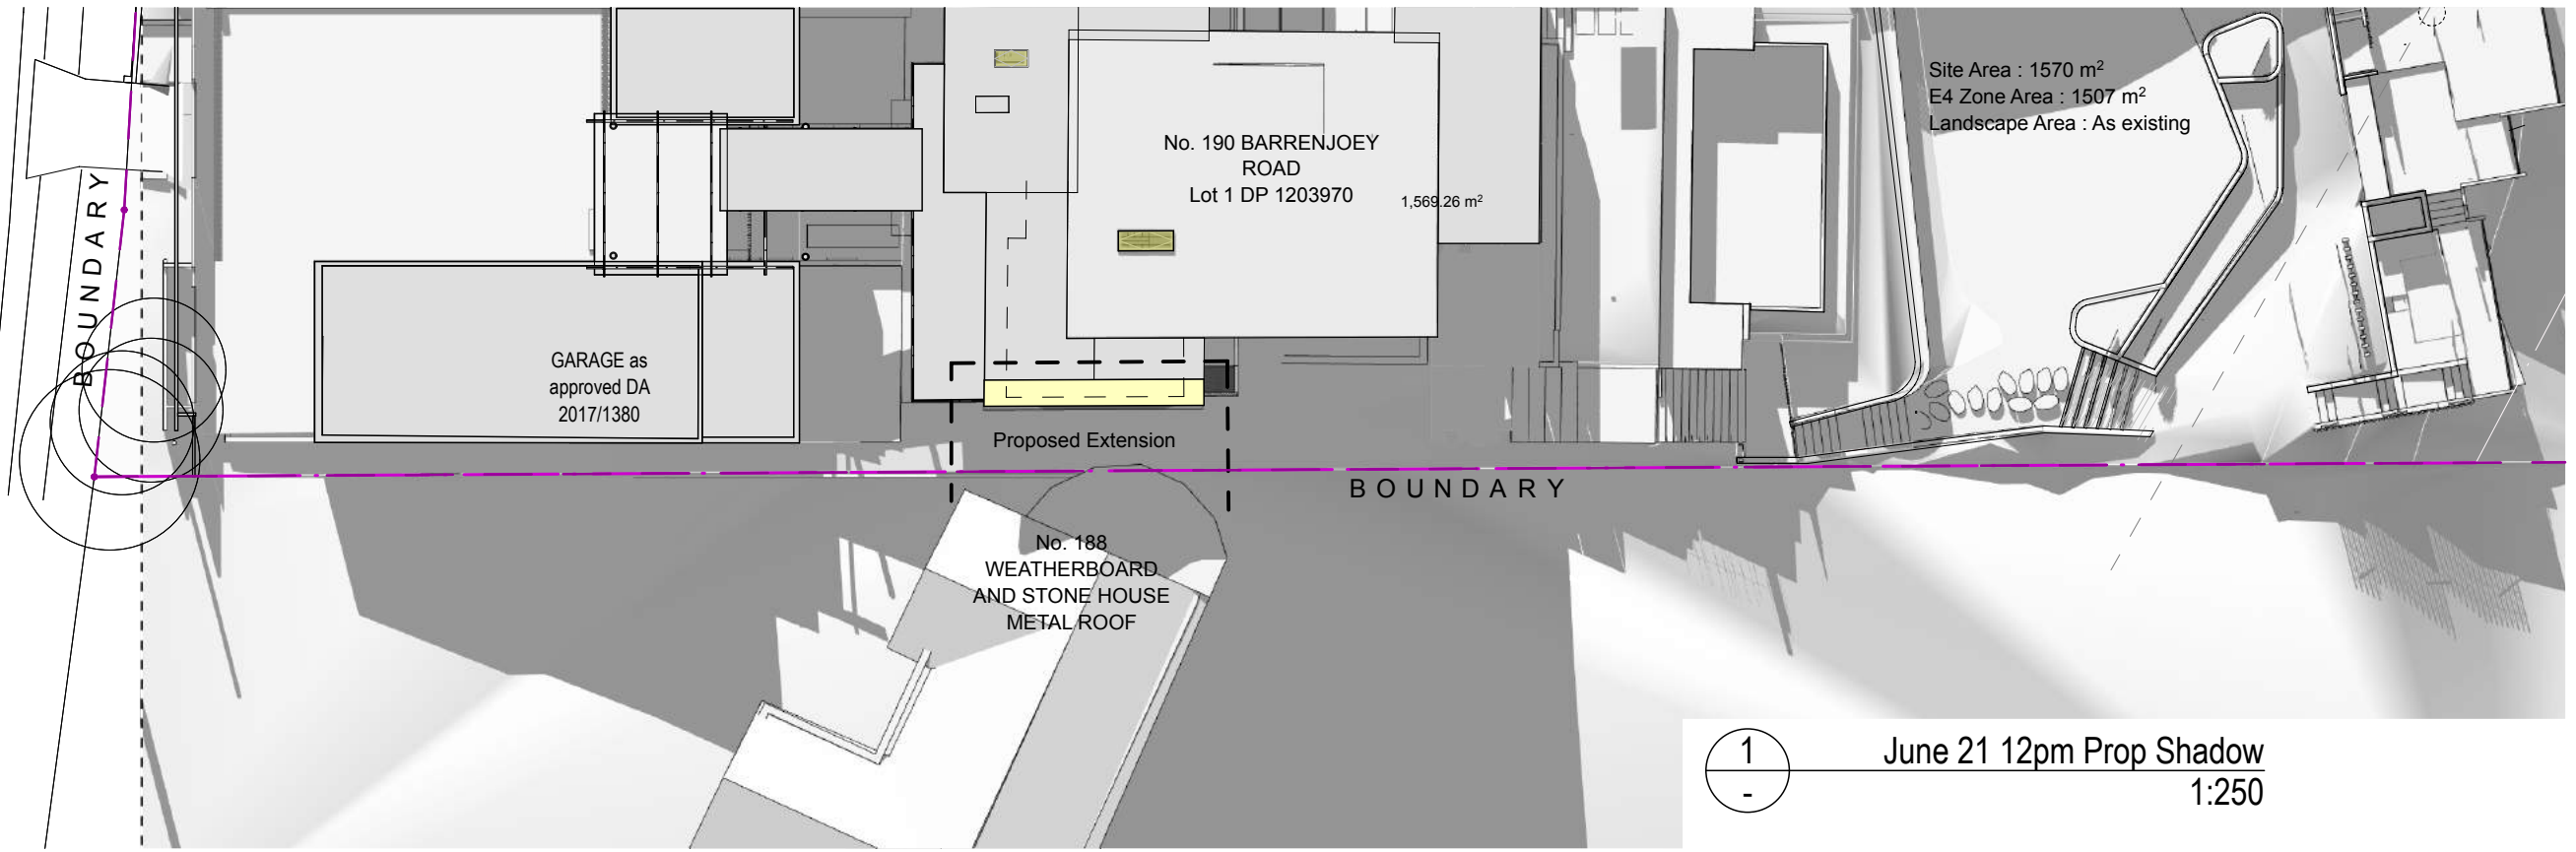 Site Area : 1570 m²
E4 Zone Area : 1507 m²
Landscape Area : As existing
No. 190 BARRENJOEY
ROAD
Lot 1 DP 1203970
1,569.26 m²
BOUNDARY
GARAGE as
approved DA
2017/1380
Proposed Extension
BOUNDARY
No. 188
WEATHERBOARD
AND STONE HOUSE
METAL ROOF
1
-
June 21 12pm Prop Shadow
1:250